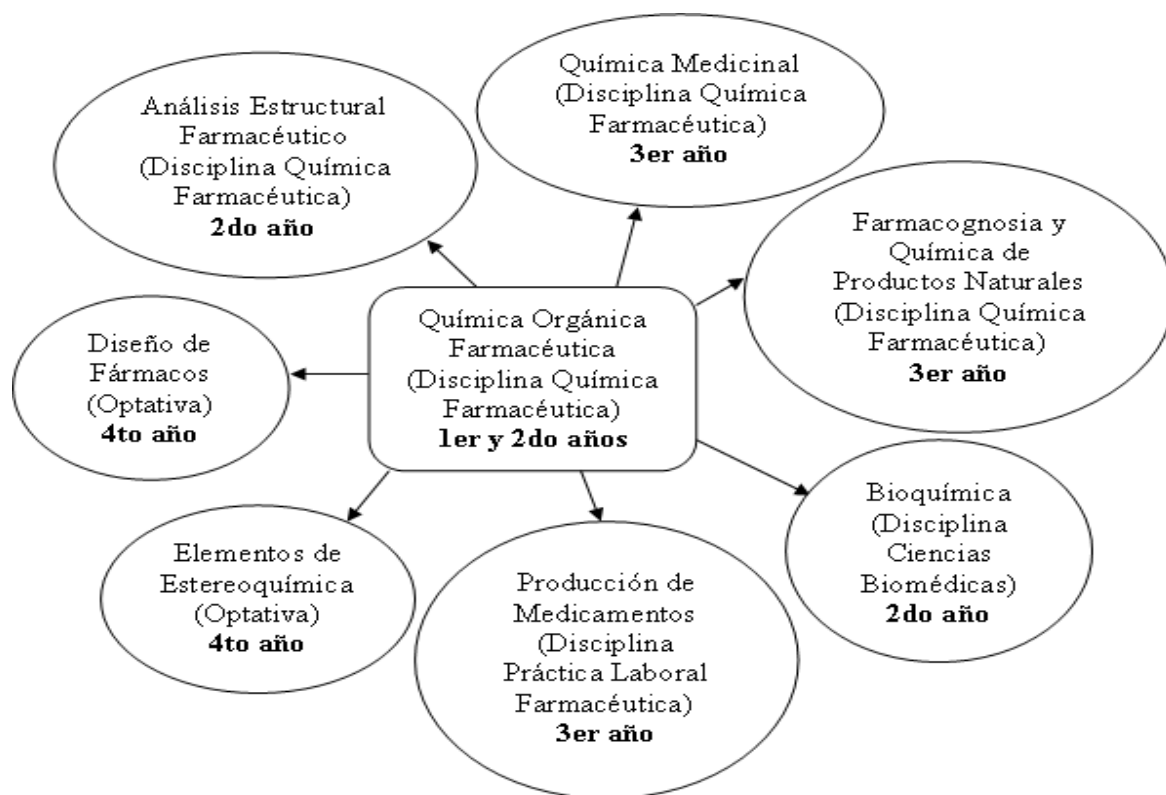 Química Medicinal
(Disciplina Química
Farmacéutica)
3er año
Análisis Estructural
Farmacéutico
(Disciplina Química
Farmacéutica)
2do año
Farmacognosia y
Química de
Productos Naturales
(Disciplina Química
Farmacéutica)
3er año
Química Orgánica
Farmacéutica
(Disciplina Química
Farmacéutica)
1er y 2do años
Diseño de
Fármacos
(Optativa)
4to año
Bioquímica
(Disciplina
Ciencias
Biomédicas)
2do año
Elementos de
Estereoquímica
(Optativa)
4to año
Producción de
Medicamentos
(Disciplina
Práctica Laboral
Farmacéutica)
3er año